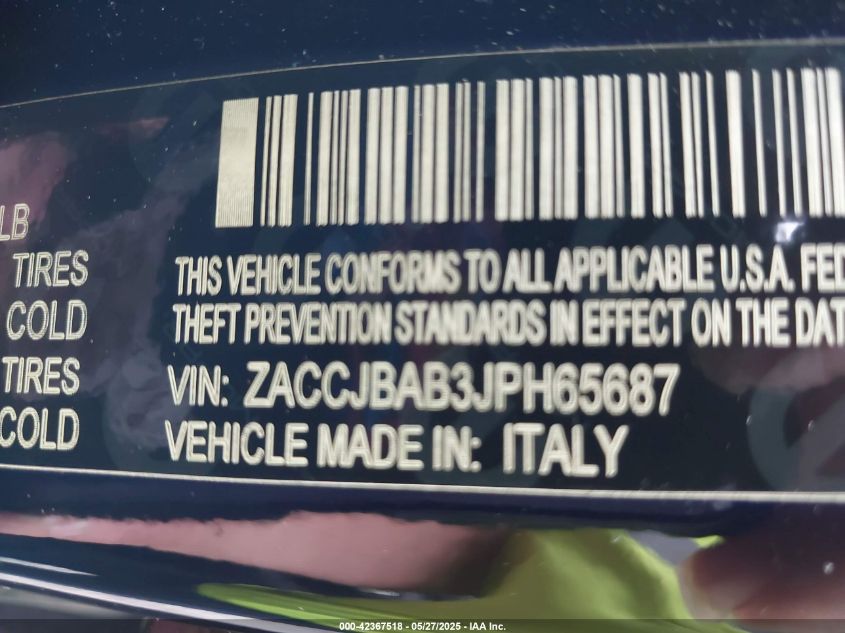 LB
TIRES
COLD
TIRES
COLD
THIS VEHICLE CONFORMS TO ALL APPLICABLE U.S.A. FED
THEFT PREVENTION STANDARDS IN EFFECT ON THE DAT
VIN: ZACCJBAB3JPH65687
VEHICLE MADE IN: ITALY
000-42367518 - 05/27/2025 - IAA Inc.